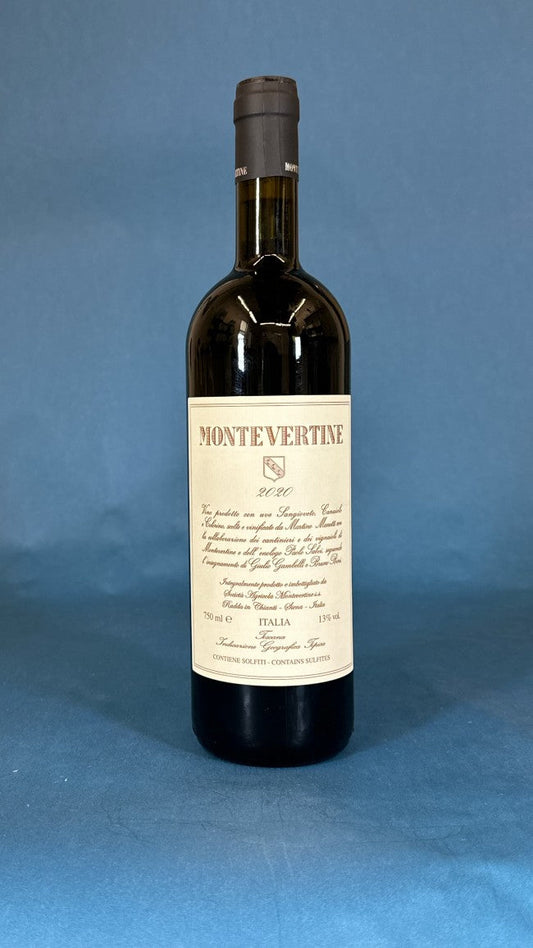 MONTEVERTINE
MONTEVERTINE
2020
Vino prodotto con uve Sangioveto, Canaiolo
e Colorino, scelte e vinificate da Martino Manetti con
la collaborazione dei cantinieri e dei vignaioli di
Montevertine e dell'enologo Paolo Salvi, seguendo
l'insegnamento di Giulio Gambelli e Bruno Bini
Integralmente prodotto e imbottigliato da
Società Agricola Montevertine s.s.
Radda in Chianti - Siena - Italia
750 ml e ITALIA 13% vol.
Toscana
Indicazione Geografica Tipica
CONTIENE SOLFITI - CONTAINS SULFITES